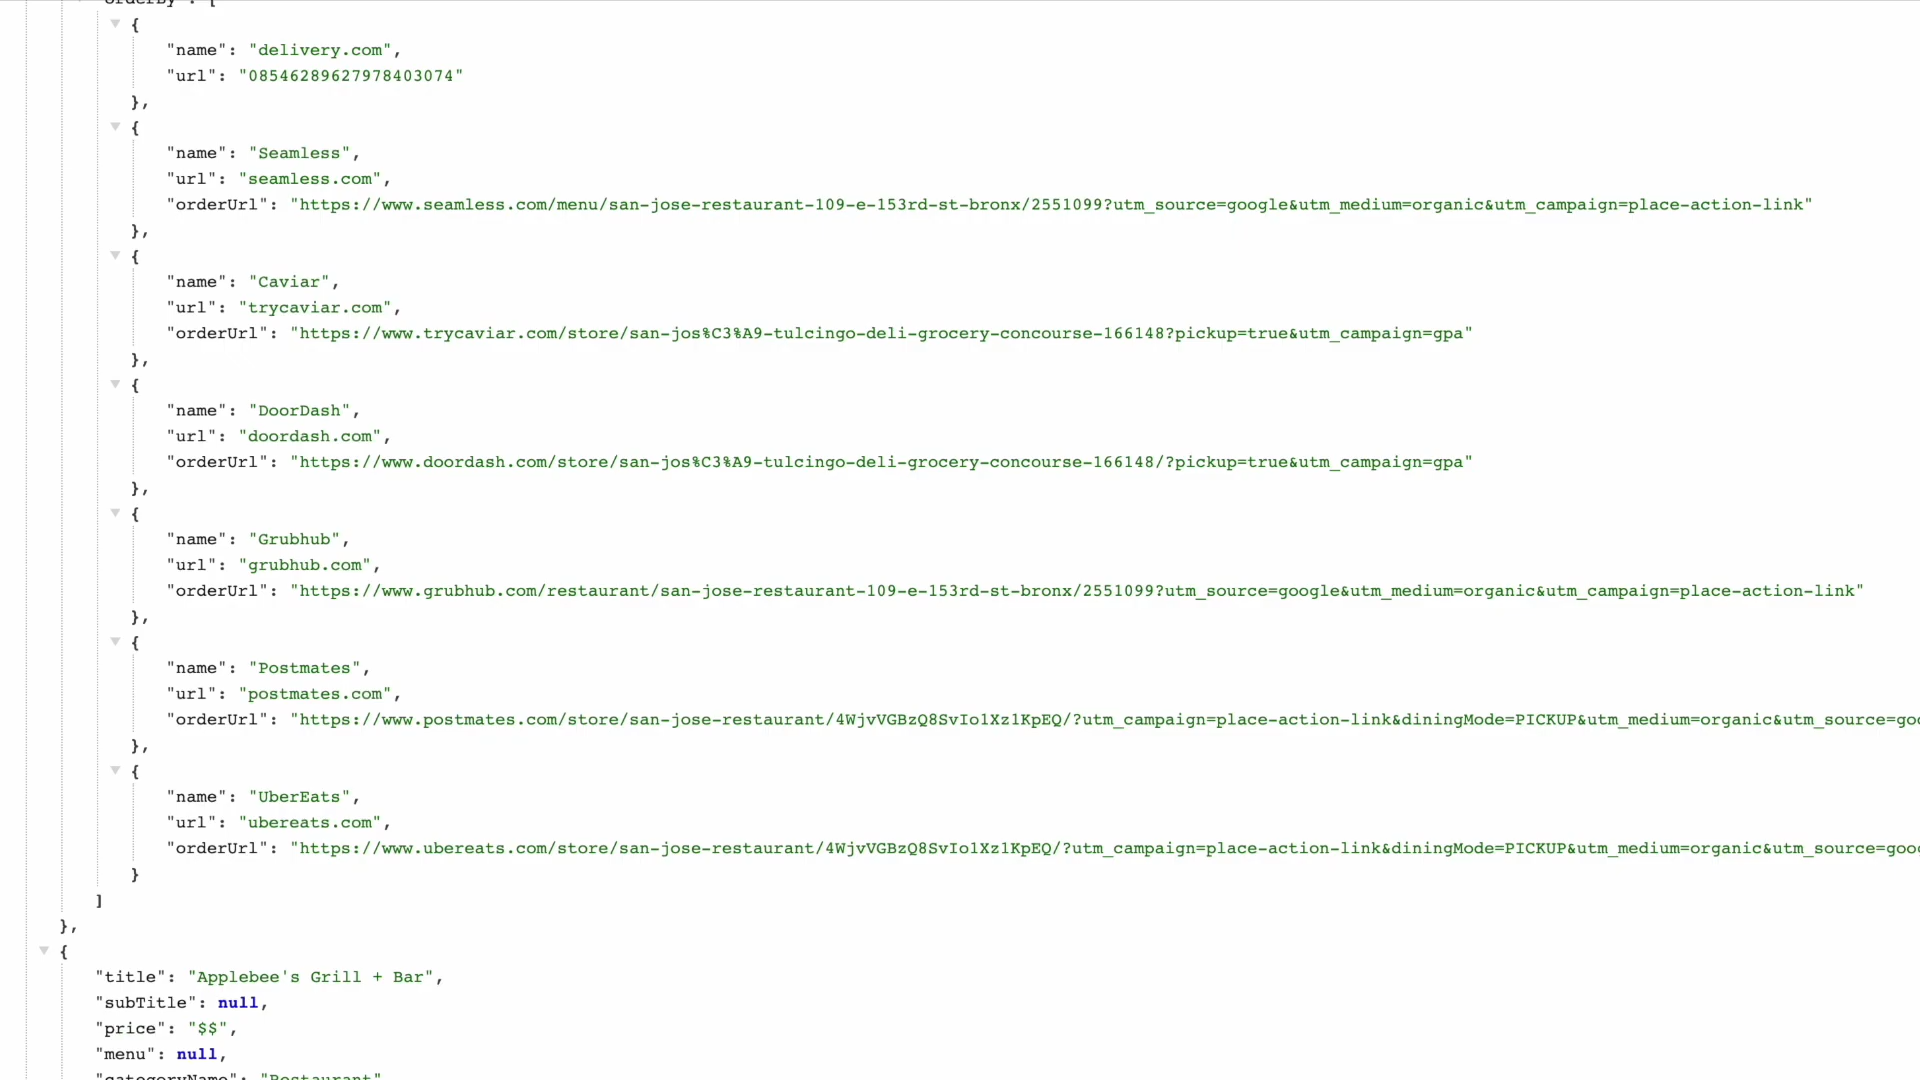 "orderBy": [
{
"name": "delivery.com",
"url": "08546289627978403074"
},
{
"name": "Seamless",
"url": "seamless.com",
"orderUrl": "https://www.seamless.com/menu/san-jose-restaurant-109-e-153rd-st-bronx/2551099?utm_source=google&utm_medium=organic&utm_campaign=place-action-link"
},
{
"name": "Caviar",
"url": "trycaviar.com",
"orderUrl": "https://www.trycaviar.com/store/san-jos%C3%A9-tulcingo-deli-grocery-concourse-166148?pickup=true&utm_campaign=gpa"
},
{
"name": "DoorDash",
"url": "doordash.com",
"orderUrl": "https://www.doordash.com/store/san-jos%C3%A9-tulcingo-deli-grocery-concourse-166148/?pickup=true&utm_campaign=gpa"
},
{
"name": "Grubhub",
"url": "grubhub.com",
"orderUrl": "https://www.grubhub.com/restaurant/san-jose-restaurant-109-e-153rd-st-bronx/2551099?utm_source=google&utm_medium=organic&utm_campaign=place-action-link"
},
{
"name": "Postmates",
"url": "postmates.com",
"orderUrl": "https://www.postmates.com/store/san-jose-restaurant/4WjvVGBzQ8SvIo1Xz1KpEQ/?utm_campaign=place-action-link&diningMode=PICKUP&utm_medium=organic&utm_source=goo
},
{
"name": "UberEats",
"url": "ubereats.com",
"orderUrl": "https://www.ubereats.com/store/san-jose-restaurant/4WjvVGBzQ8SvIo1Xz1KpEQ/?utm_campaign=place-action-link&diningMode=PICKUP&utm_medium=organic&utm_source=goo
}
]
},
{
"title": "Applebee's Grill + Bar",
"subTitle": null,
"price": "$$",
"menu": null,
"categoryName": "Restaurant"